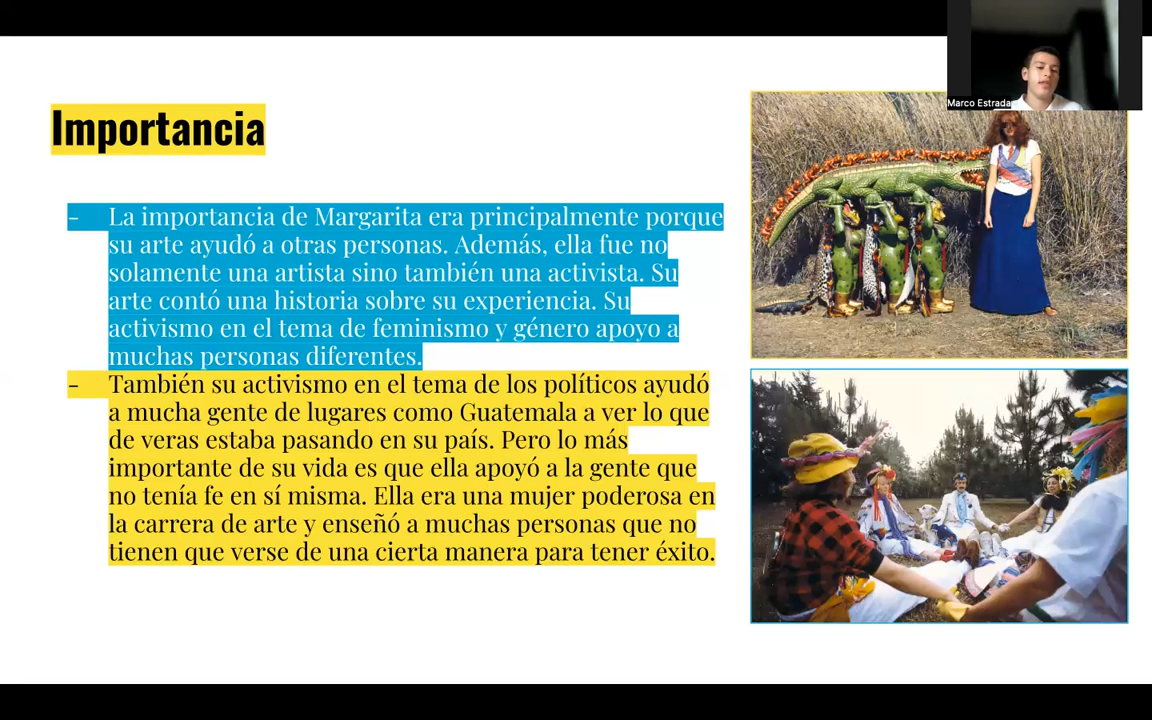 Marco Estrada
Importancia
- La importancia de Margarita era principalmente porque
su arte ayudó a otras personas. Además, ella fue no
solamente una artista sino también una activista. Su
arte contó una historia sobre su experiencia. Su
activismo en el tema de feminismo y género apoyo a
muchas personas diferentes.
- También su activismo en el tema de los políticos ayudó
a mucha gente de lugares como Guatemala a ver lo que
de veras estaba pasando en su país. Pero lo más
importante de su vida es que ella apoyó a la gente que
no tenía fe en sí misma. Ella era una mujer poderosa en
la carrera de arte y enseñó a muchas personas que no
tienen que verse de una cierta manera para tener éxito.